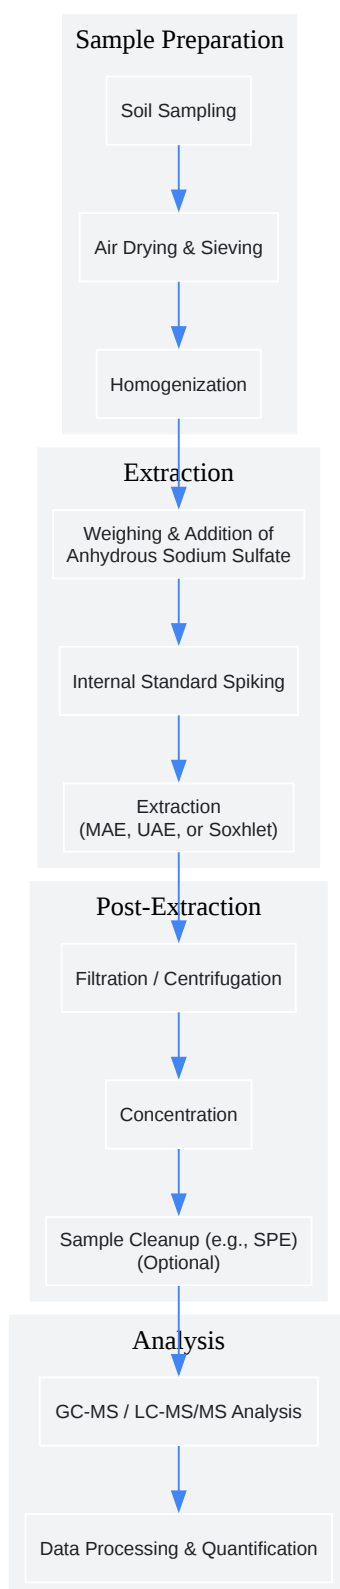 Sample Preparation
Soil Sampling
Air Drying & Sieving
Homogenization
Extraction
Weighing & Addition of
Anhydrous Sodium Sulfate
Internal Standard Spiking
Extraction
(MAE, UAE, or Soxhlet)
Post-Extraction
Filtration / Centrifugation
Concentration
Sample Cleanup (e.g., SPE)
(Optional)
Analysis
GC-MS / LC-MS/MS Analysis
Data Processing & Quantification